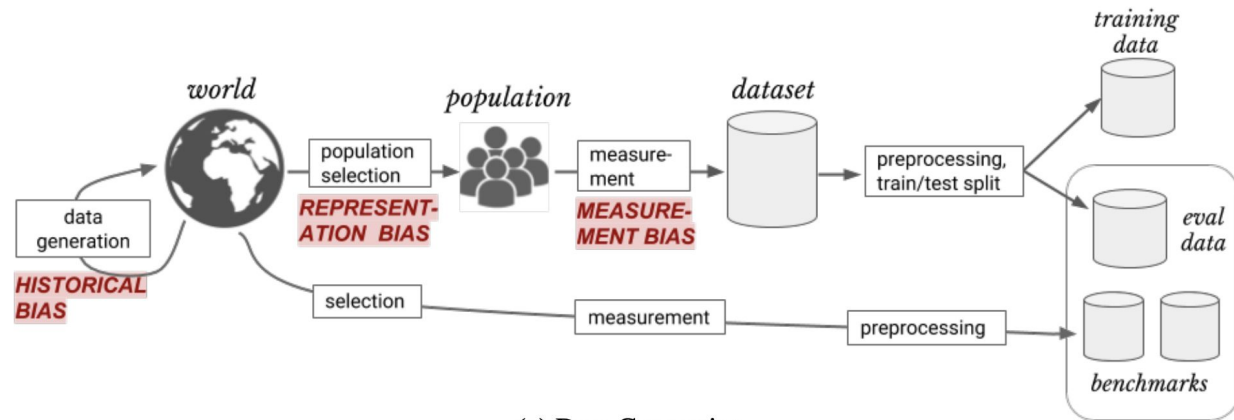 training
data
world
population
dataset
population
selection
measure-
ment
preprocessing,
train/test split
REPRESENT-
ATION BIAS
MEASURE-
MENT BIAS
data
generation
eval
data
HISTORICAL
BIAS
selection
measurement
preprocessing
benchmarks